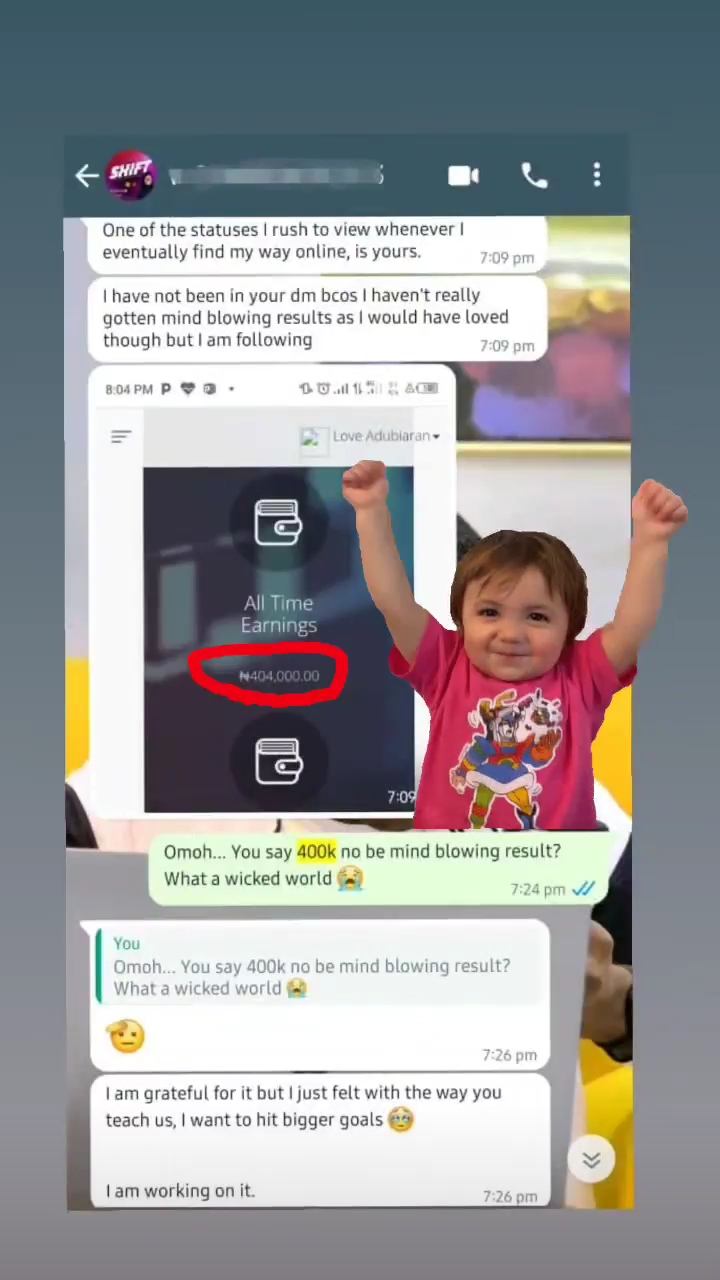 SHIFT
One of the statuses I rush to view whenever I
eventually find my way online, is yours.
7:09 pm
I have not been in your dm bcos I haven't really
gotten mind blowing results as I would have loved
though but I am following
7:09 pm
8:04 PM
Love Adubiaran
All Time
Earnings
₦404,000.00
7:09
Omoh... You say 400k no be mind blowing result?
What a wicked world 😭
7:24 pm
You
Omoh... You say 400k no be mind blowing result?
What a wicked world 😭
🫡
7:26 pm
I am grateful for it but I just felt with the way you
teach us, I want to hit bigger goals 🥹
I am working on it.
7:26 pm